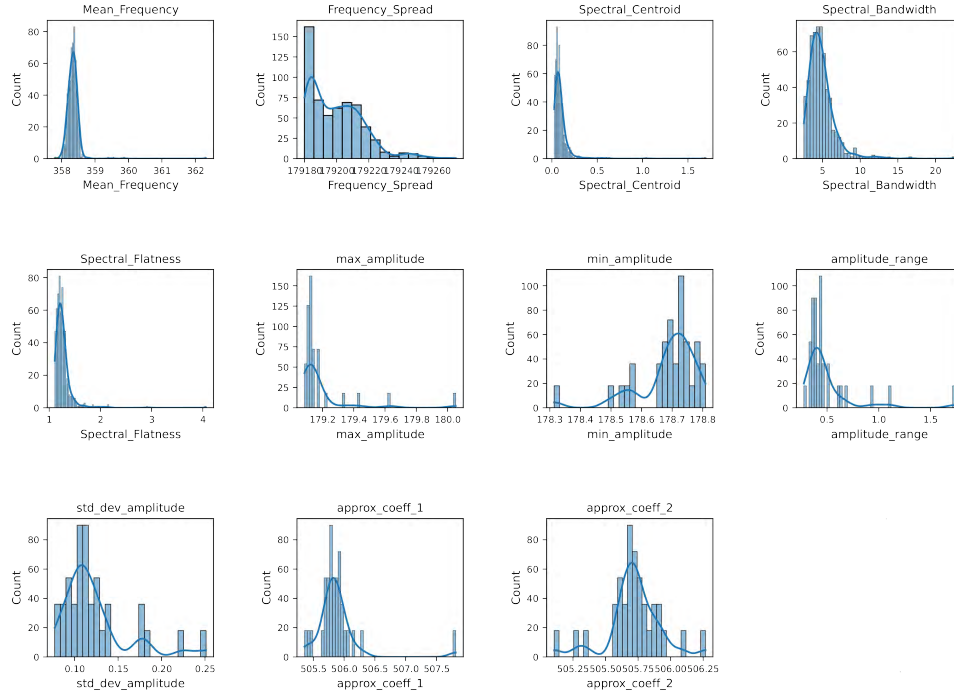 Mean_Frequency
Frequency_Spread
Spectral_Centroid
Spectral_Bandwidth
Count
80
60
40
20
0
358 359 360 361 362
Mean_Frequency
Count
150
125
100
75
50
25
0
179180 179200 179220 179240 179260
Frequency_Spread
Count
80
60
40
20
0
0.0 0.5 1.0 1.5
Spectral_Centroid
Count
60
40
20
0
5 10 15 20
Spectral_Bandwidth
Spectral_Flatness
max_amplitude
min_amplitude
amplitude_range
Count
80
60
40
20
0
1 2 3 4
Spectral_Flatness
Count
150
125
100
75
50
25
0
179.2 179.4 179.6 179.8 180.0
max_amplitude
Count
100
80
60
40
20
0
178.3 178.4 178.5 178.6 178.7 178.8
min_amplitude
Count
100
80
60
40
20
0
0.5 1.0 1.5
amplitude_range
std_dev_amplitude
approx_coeff_1
approx_coeff_2
Count
80
60
40
20
0
0.10 0.15 0.20 0.25
std_dev_amplitude
Count
80
60
40
20
0
505.5 506.0 506.5 507.0 507.5
approx_coeff_1
Count
80
60
40
20
0
505.25 505.50 505.75 506.00 506.25
approx_coeff_2